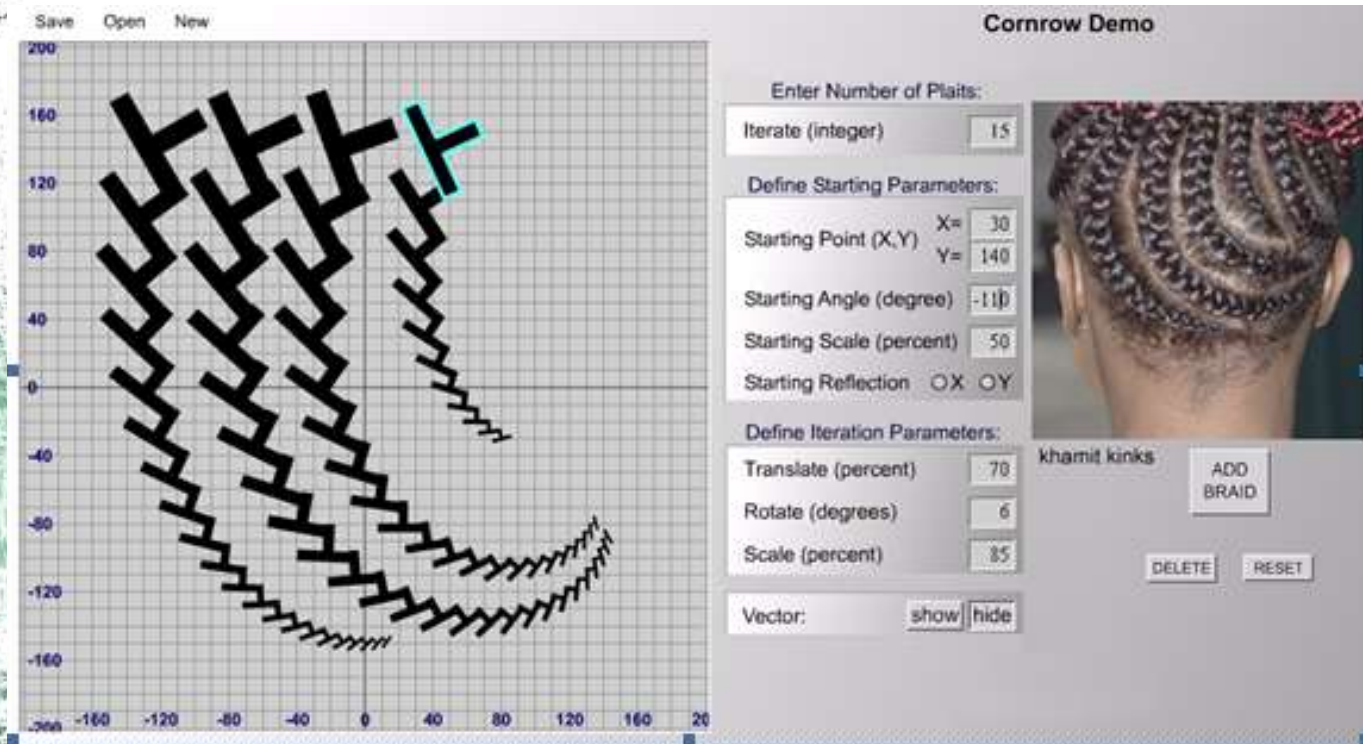 Save Open New
Cornrow Demo
200
160
120
80
40
0
-40
-80
-120
-160
-200
-160 -120 -80 -40 0 40 80 120 160 20
Enter Number of Plaits:
Iterate (integer) 15
Define Starting Parameters:
Starting Point (X,Y) X= 30
Y= 140
Starting Angle (degree) -110
Starting Scale (percent) 50
Starting Reflection X Y
Define Iteration Parameters:
Translate (percent) 70
Rotate (degrees) 6
Scale (percent) 85
Vector: show hide
khamit kinks
ADD
BRAID
DELETE RESET